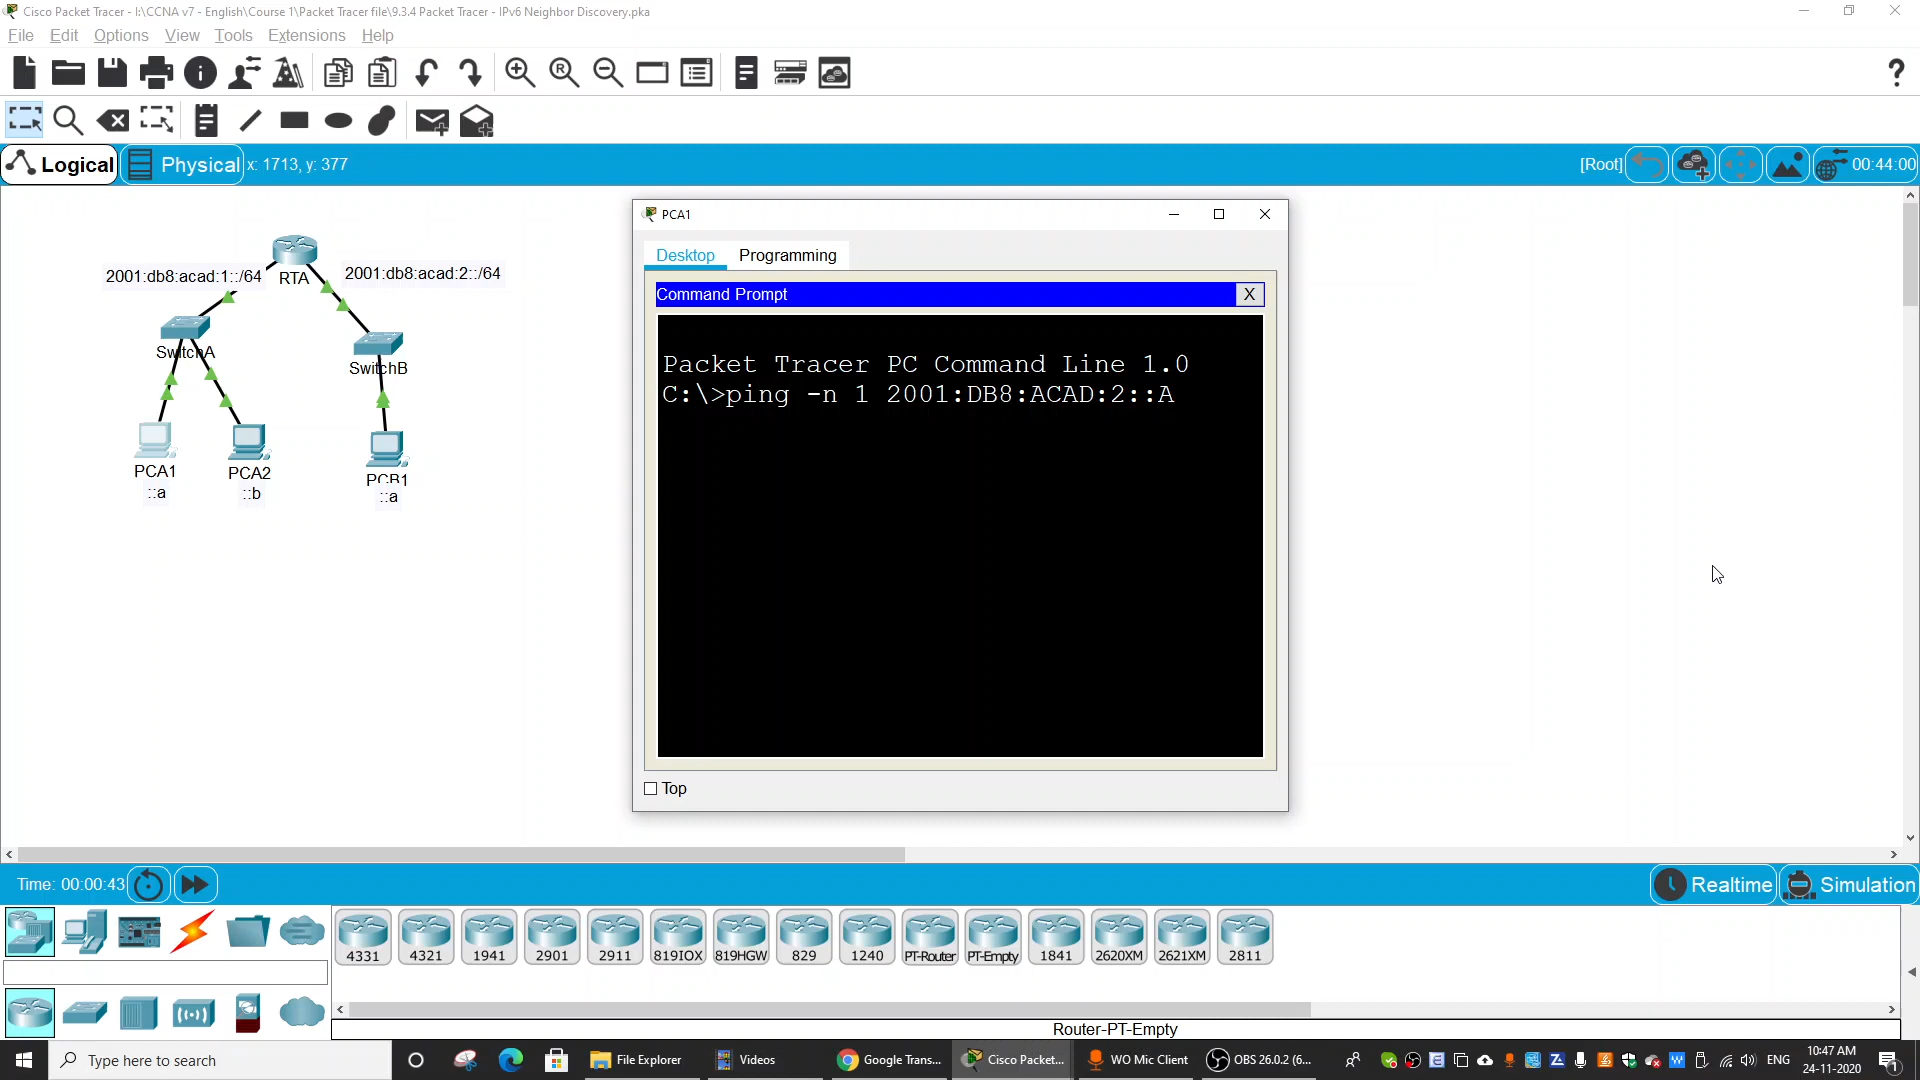 Cisco Packet Tracer - I:\CCNA v7 - English\Course 1\Packet Tracer file\9.3.4 Packet Tracer - IPv6 Neighbor Discovery.pka
File Edit Options View Tools Extensions Help
?
Logical Physical x: 1713, y: 377 [Root] 00:44:00
PCA1
Desktop Programming
Command Prompt X
Packet Tracer PC Command Line 1.0
C:\>ping -n 1 2001:DB8:ACAD:2::A
Top
2001:db8:acad:1::/64 RTA 2001:db8:acad:2::/64
SwitchA
SwitchB
PCA1 PCA2 PCB1
::a ::b ::a
Time: 00:00:43 Realtime Simulation
4331 4321 1941 2901 2911 819IOX 819HGW 829 1240 PT-Router PT-Empty 1841 2620XM 2621XM 2811
Router-PT-Empty
Type here to search File Explorer Videos Google Trans... Cisco Packet... WO Mic Client OBS 26.0.2 (6... ENG 10:47 AM
24-11-2020 1